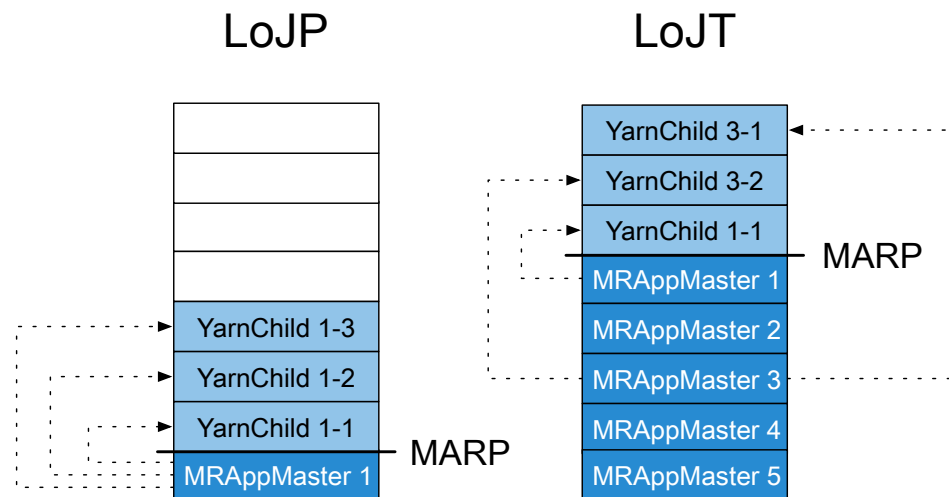 LoJP
YarnChild 1-3
YarnChild 1-2
YarnChild 1-1
MARP
MRAppMaster 1
LoJT
YarnChild 3-1
YarnChild 3-2
YarnChild 1-1
MARP
MRAppMaster 1
MRAppMaster 2
MRAppMaster 3
MRAppMaster 4
MRAppMaster 5